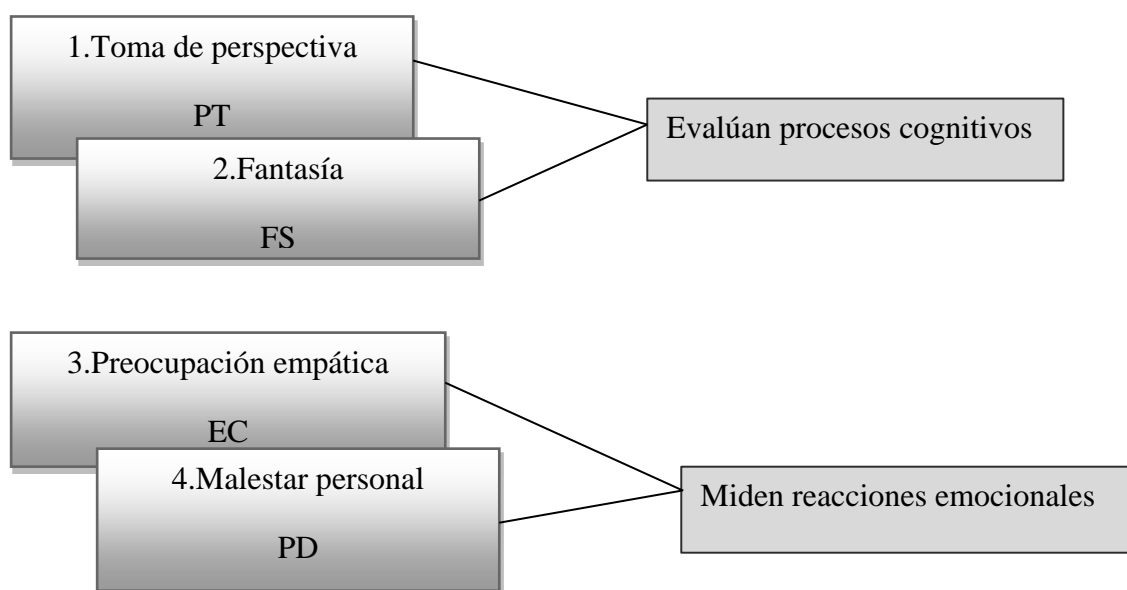 1.Toma de perspectiva
PT
2.Fantasía
FS
Evalúan procesos cognitivos
3.Preocupación empática
EC
4.Malestar personal
PD
Miden reacciones emocionales